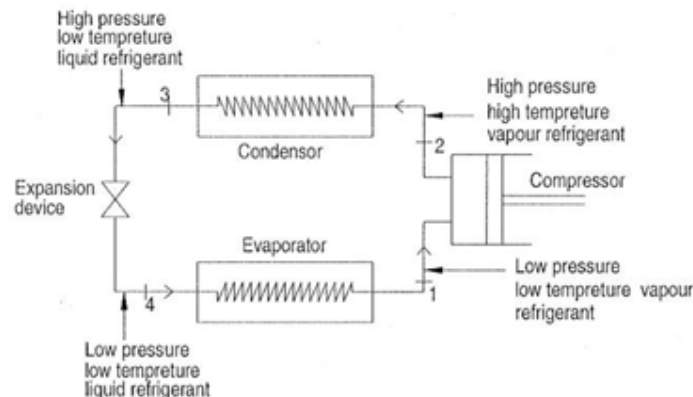 High pressure
low tempreture
liquid refrigerant
3
Condensor
High pressure
high tempreture
vapour refrigerant
2
Compressor
Expansion
device
Evaporator
1
Low pressure
low tempreture vapour
refrigerant
4
Low pressure
low tempreture
liquid refrigerant